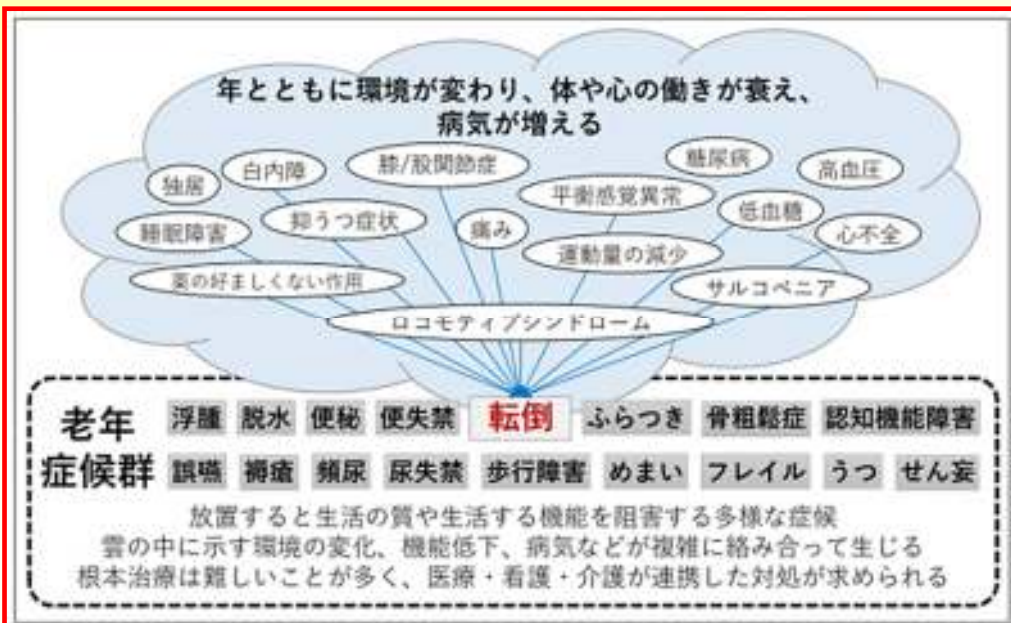 年とともに環境が変わり、体や心の働きが衰え、
病気が増える
独居 白内障 膝/股関節症 糖尿病 高血圧
平衡感覚異常
睡眠障害 抑うつ症状 痛み 低血糖
運動量の減少 心不全
薬の好ましくない作用 サルコペニア
ロコモティブシンドローム
老年 浮腫 脱水 便秘 便失禁 転倒 ふらつき 骨粗鬆症 認知機能障害
症候群 誤嚥 褥瘡 頻尿 尿失禁 歩行障害 めまい フレイル うつ せん妄
放置すると生活の質や生活する機能を阻害する多様な症候
雲の中に示す環境の変化、機能低下、病気などが複雑に絡み合って生じる
根本治療は難しいことが多く、医療・看護・介護が連携した対処が求められる